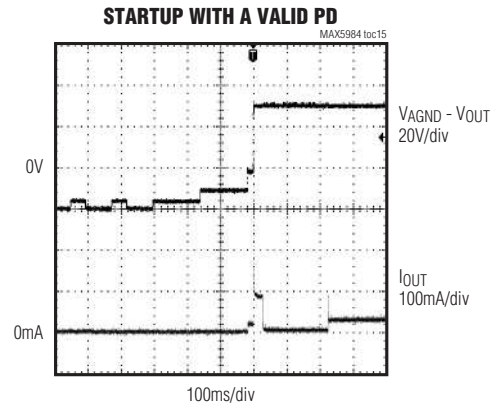 STARTUP WITH A VALID PD
MAX5984 toc15
T
VAGND - VOUT
20V/div
0V
IOUT
100mA/div
0mA
100ms/div